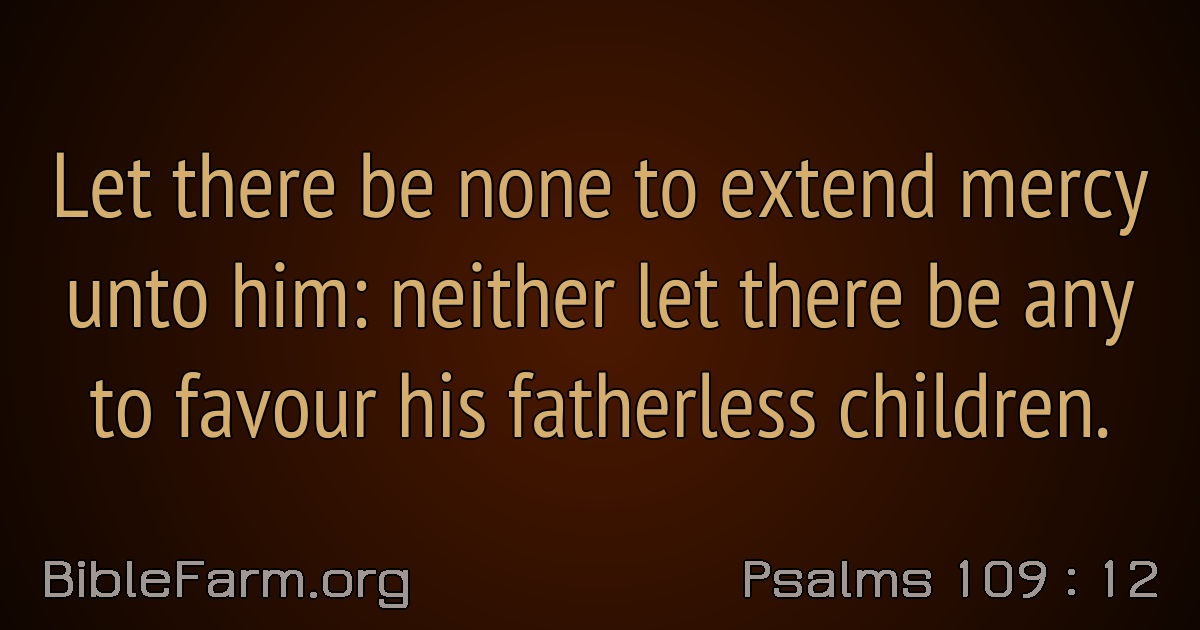 Let there be none to extend mercy
unto him: neither let there be any
to favour his fatherless children.
BibleFarm.org
Psalms 109 : 12